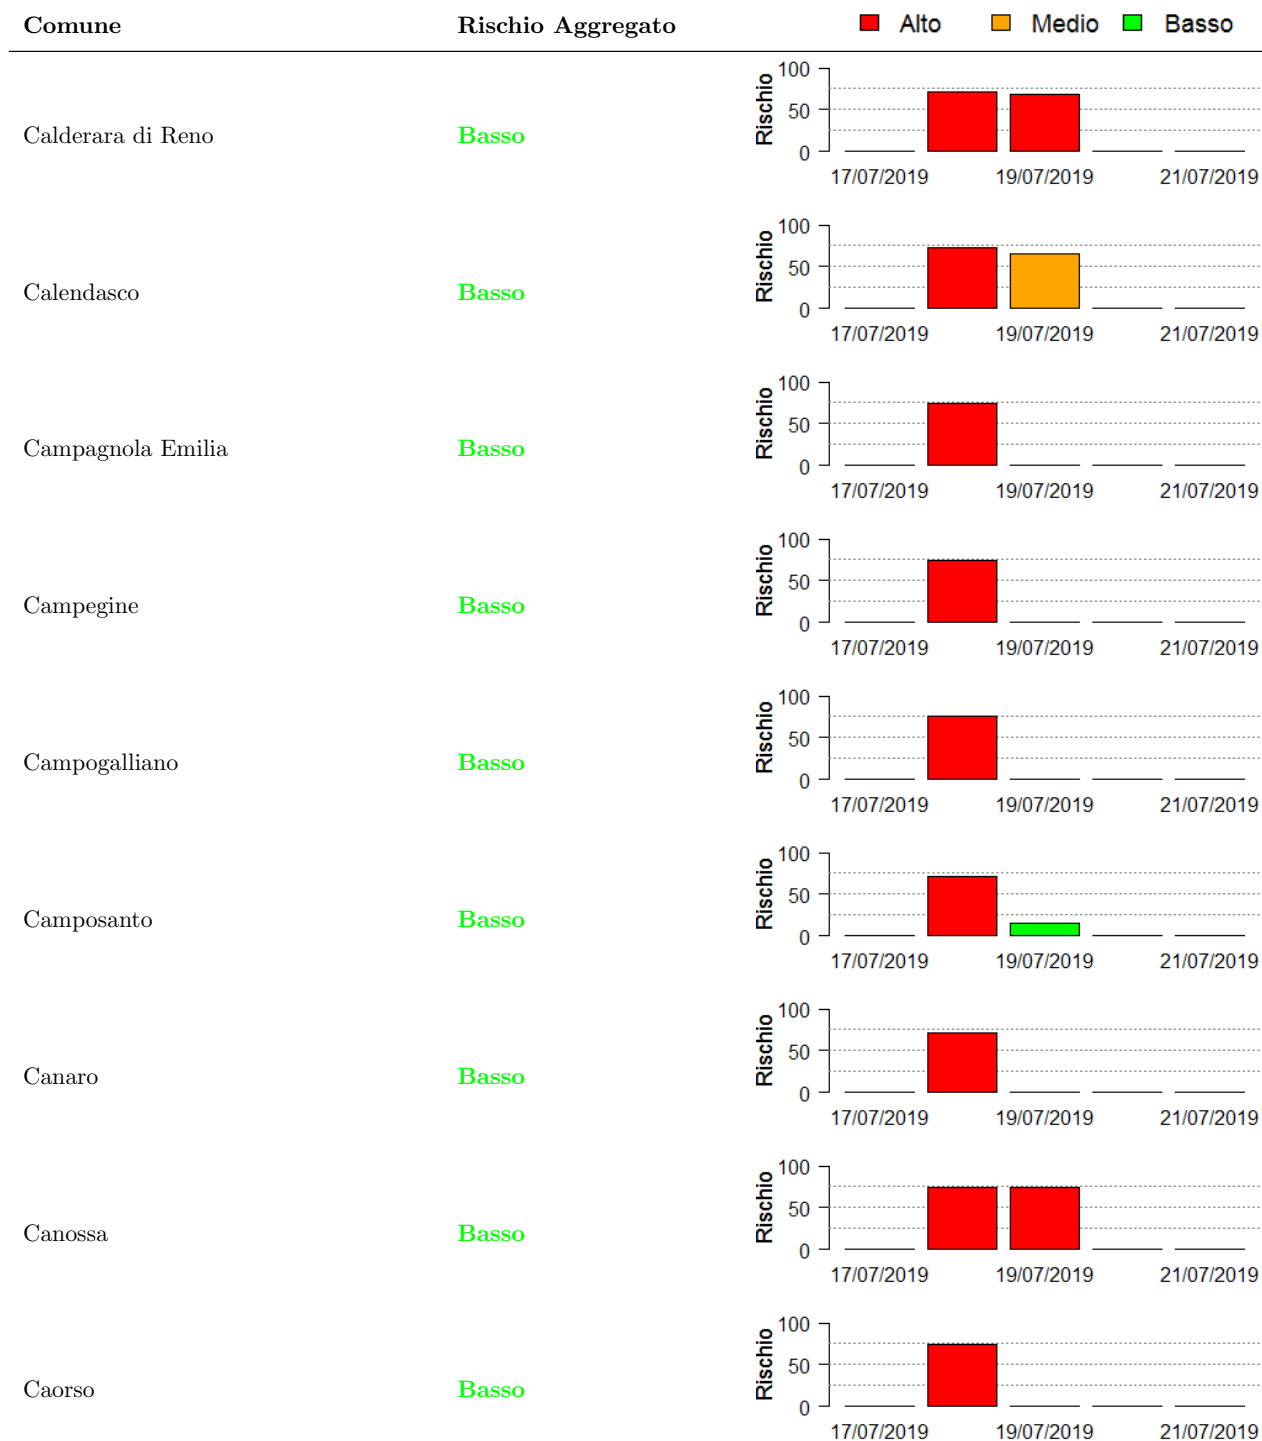 Comune Rischio Aggregato Alto Medio Basso
100
50
0
Rischio
Calderara di Reno Basso
17/07/2019 19/07/2019 21/07/2019
100
50
0
Rischio
Calendasco Basso
17/07/2019 19/07/2019 21/07/2019
100
50
0
Rischio
Campagnola Emilia Basso
17/07/2019 19/07/2019 21/07/2019
100
50
0
Rischio
Campegine Basso
17/07/2019 19/07/2019 21/07/2019
100
50
0
Rischio
Campogalliano Basso
17/07/2019 19/07/2019 21/07/2019
100
50
0
Rischio
Camposanto Basso
17/07/2019 19/07/2019 21/07/2019
100
50
0
Rischio
Canaro Basso
17/07/2019 19/07/2019 21/07/2019
100
50
0
Rischio
Canossa Basso
17/07/2019 19/07/2019 21/07/2019
100
50
0
Rischio
Caorso Basso
17/07/2019 19/07/2019 21/07/2019